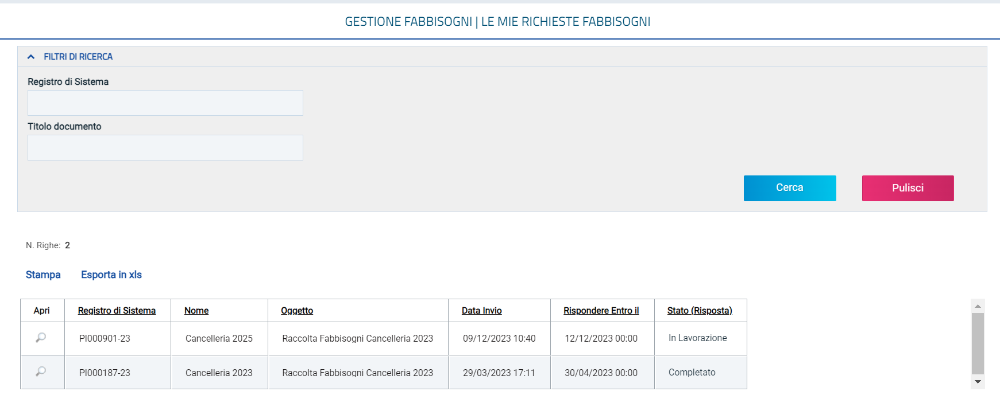 GESTIONE FABBISOGNI | LE MIE RICHIESTE FABBISOGNI
FILTRI DI RICERCA
Registro di Sistema
Titolo documento
Cerca Pulisci
N. Righe: 2
Stampa Esporta in xls
Apri Registro di Sistema Nome Oggetto Data Invio Rispondere Entro il Stato (Risposta)
PI000901-23 Cancelleria 2025 Raccolta Fabbisogni Cancelleria 2023 09/12/2023 10:40 12/12/2023 00:00 In Lavorazione
PI000187-23 Cancelleria 2023 Raccolta Fabbisogni Cancelleria 2023 29/03/2023 17:11 30/04/2023 00:00 Completato